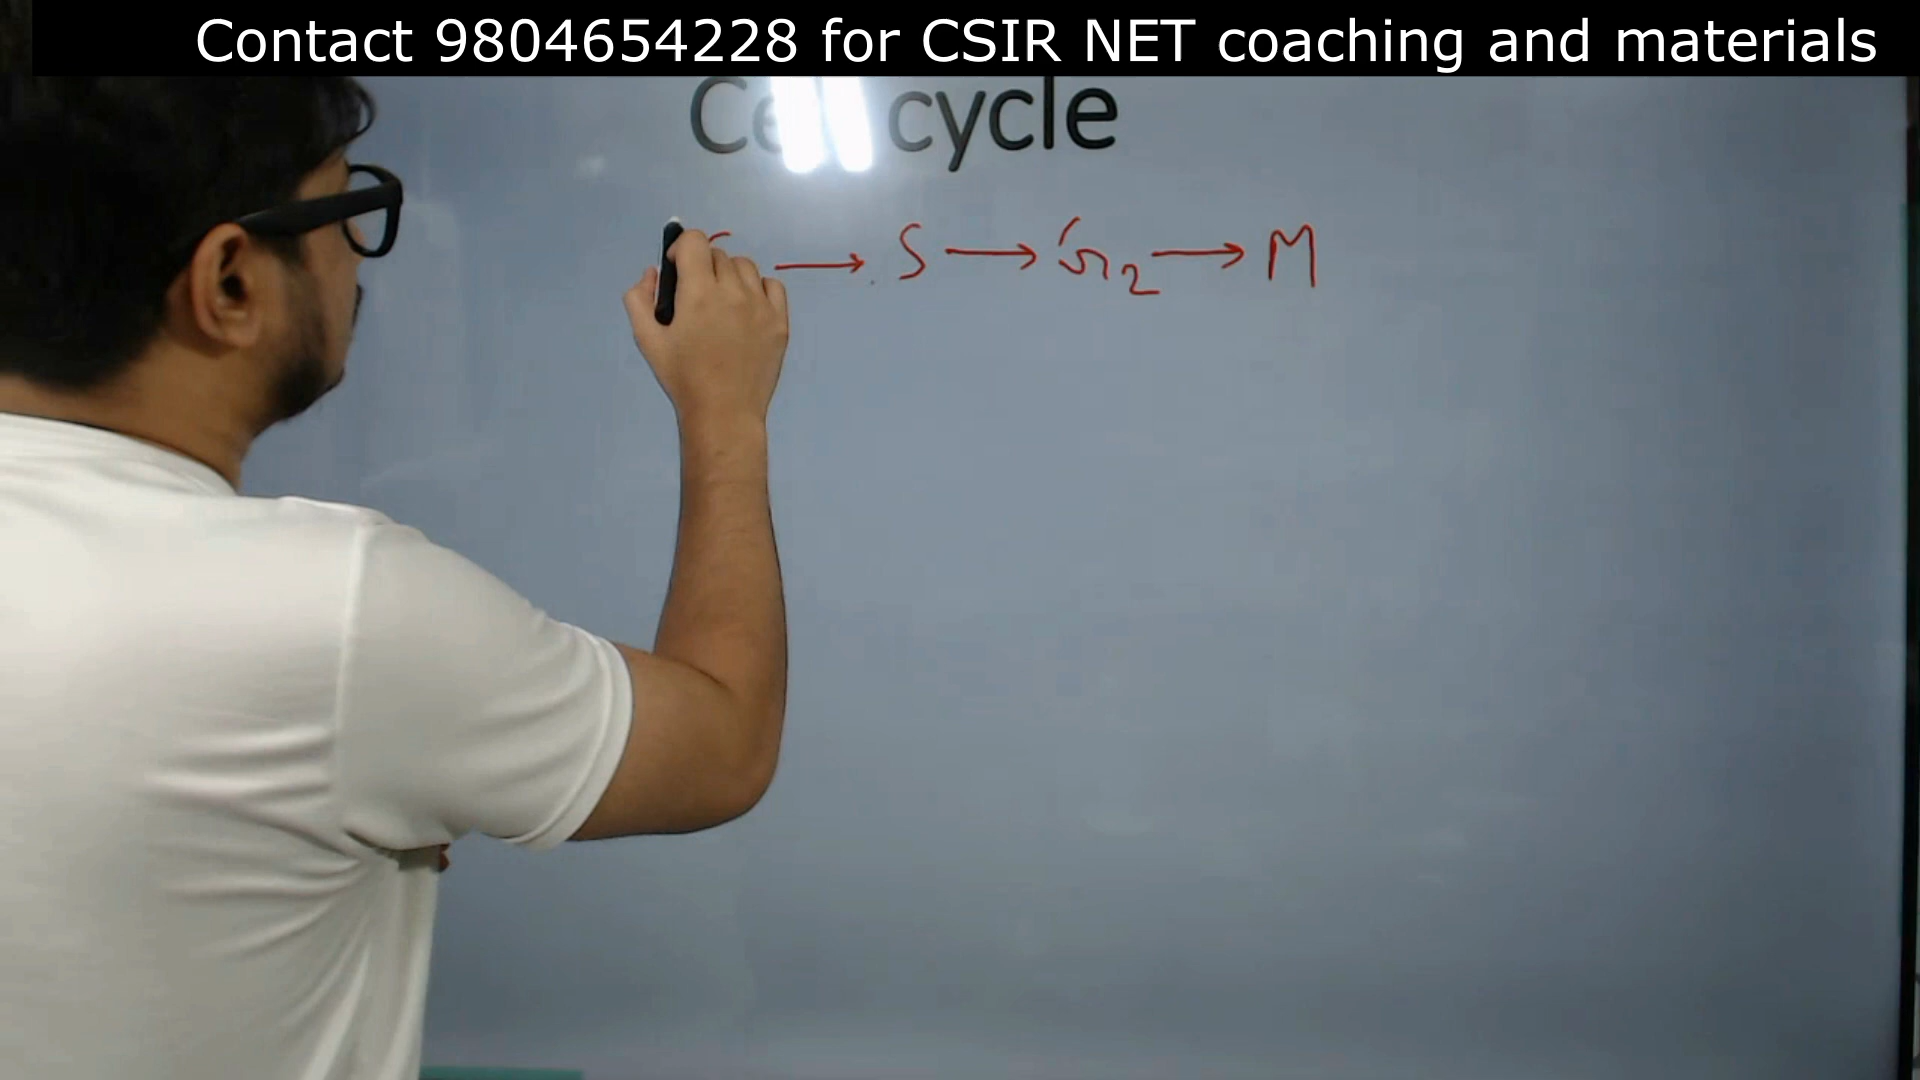 Contact 9804654228 for CSIR NET coaching and materials
Cell cycle
→ S → G2 → M